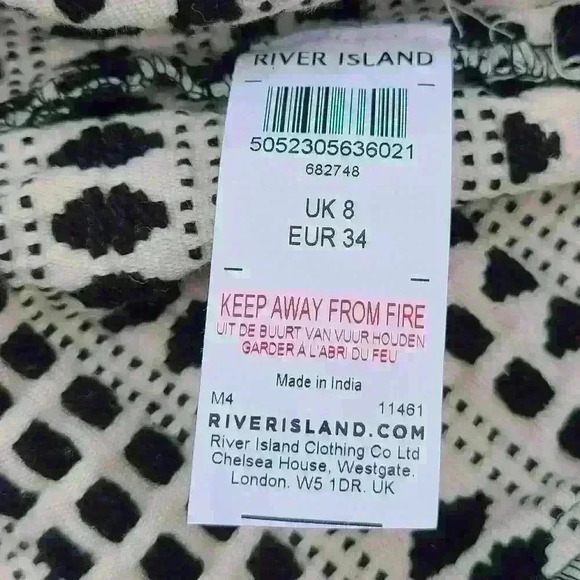 RIVER ISLAND
5052305636021
682748
UK 8
EUR 34
KEEP AWAY FROM FIRE
UIT DE BUURT VAN VUUR HOUDEN
GARDER À L'ABRI DU FEU
Made in India
M4 11461
RIVERISLAND.COM
River Island Clothing Co Ltd
Chelsea House, Westgate.
London. W5 1DR. UK